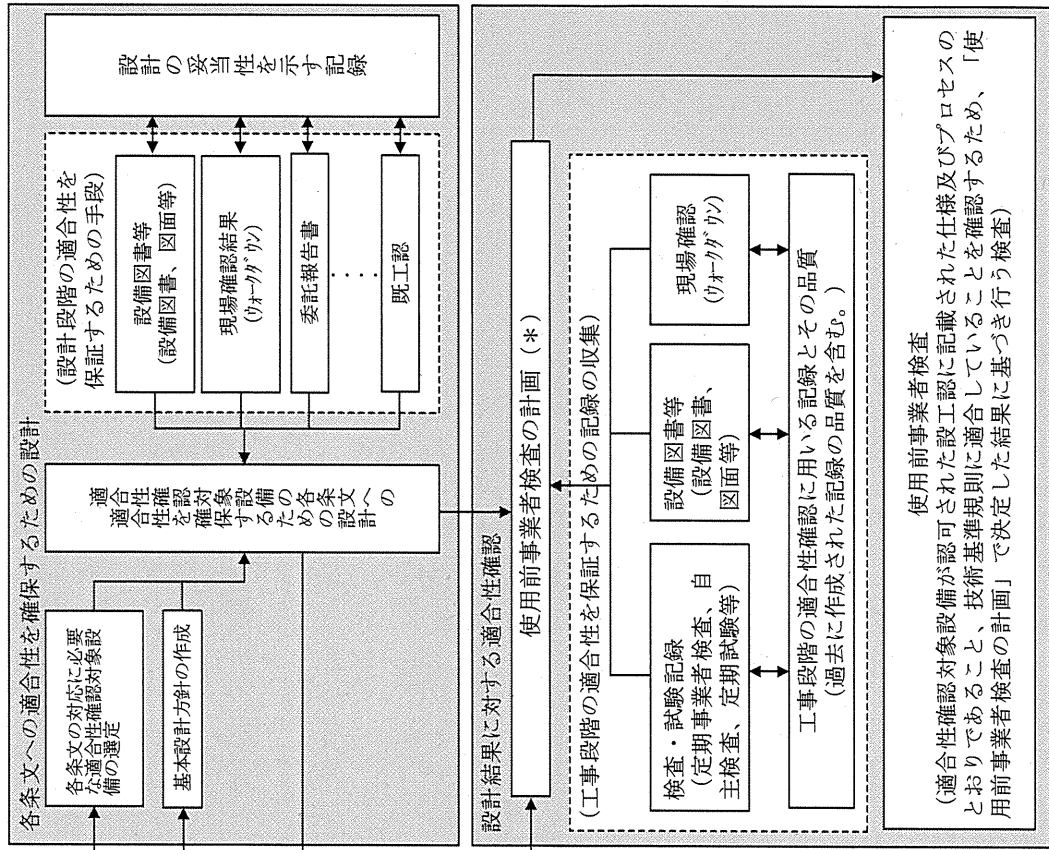 各条文への適合性を確保するための設計
各条文の対応に必要
な適合性確認対象設
備の選定
基本設計方針の作成
適合性確認対象設備の各条文への
適合性を確保するための設計
(設計段階の適合性を
保証するための手段)
設備図書等
(設備図書、図面等)
現場確認結果
(ウォークダウン)
委託報告書
・・・・・
既工認
設計の妥当性を示す記録
設計結果に対する適合性確認
使用前事業者検査の計画(*)
(工事段階の適合性を保証するための記録の収集)
検査・試験記録
(定期事業者検査、自
主検査、定期試験等)
設備図書等
(設備図書、
図面等)
現場確認
(ウォークダウン)
工事段階の適合性確認に用いる記録とその品質
(過去に作成された記録の品質を含む。)
使用前事業者検査
(適合性確認対象設備が認可された設工認に記載された仕様及びプロセスの
とおりであること、技術基準規則に適合していることを確認するため、「使
用前事業者検査の計画」で決定した結果に基づき行う検査)